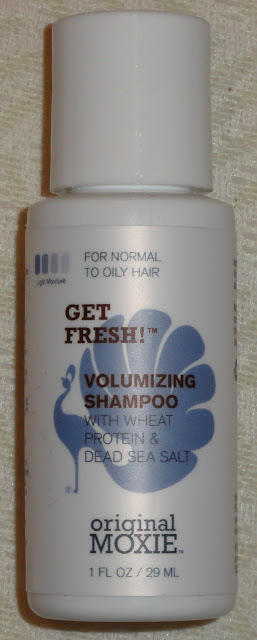 FOR NORMAL
TO OILY HAIR
Light Moisture
GET
FRESH!™
VOLUMIZING
SHAMPOO
WITH WHEAT
PROTEIN &
DEAD SEA SALT
®
original
MOXIE™
1 FL OZ / 29 ML